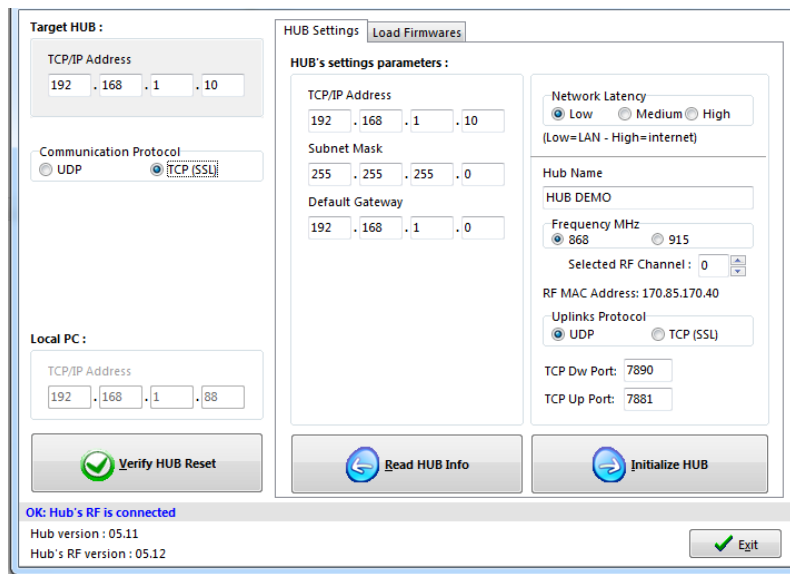 Target HUB :
TCP/IP Address
192 . 168 . 1 . 10
Communication Protocol
UDP TCP (SSL)
Local PC :
TCP/IP Address
192 . 168 . 1 . 88
Verify HUB Reset
HUB Settings Load Firmwares
HUB's settings parameters :
TCP/IP Address
192 . 168 . 1 . 10
Subnet Mask
255 . 255 . 255 . 0
Default Gateway
192 . 168 . 1 . 0
Read HUB Info
Network Latency
Low Medium High
(Low=LAN - High=internet)
Hub Name
HUB DEMO
Frequency MHz
868 915
Selected RF Channel : 0
RF MAC Address: 170.85.170.40
Uplinks Protocol
UDP TCP (SSL)
TCP Dw Port: 7890
TCP Up Port: 7881
Initialize HUB
OK: Hub's RF is connected
Hub version : 05.11
Hub's RF version : 05.12
Exit